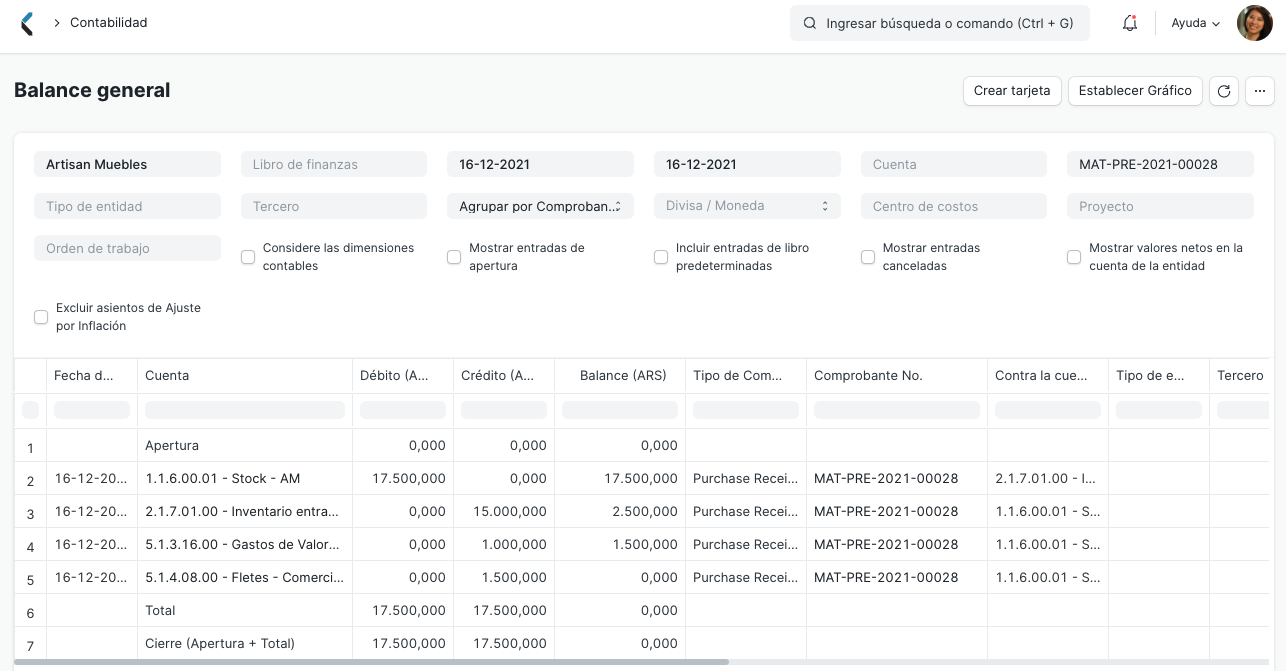 Contabilidad
Ingresar búsqueda o comando (Ctrl + G)
Ayuda
Balance general
Crear tarjeta
Establecer Gráfico
Artisan Muebles
Libro de finanzas
16-12-2021
16-12-2021
Cuenta
MAT-PRE-2021-00028
Tipo de entidad
Tercero
Agrupar por Comproban...
Divisa / Moneda
Centro de costos
Proyecto
Orden de trabajo
Considere las dimensiones
contables
Mostrar entradas de
apertura
Incluir entradas de libro
predeterminadas
Mostrar entradas
canceladas
Mostrar valores netos en la
cuenta de la entidad
Excluir asientos de Ajuste
por Inflación
Fecha d... Cuenta Débito (A... Crédito (A... Balance (ARS) Tipo de Com... Comprobante No. Contra la cue... Tipo de e... Tercero
1 Apertura 0,000 0,000 0,000
2 16-12-20... 1.1.6.00.01 - Stock - AM 17.500,000 0,000 17.500,000 Purchase Recei... MAT-PRE-2021-00028 2.1.7.01.00 - I...
3 16-12-20... 2.1.7.01.00 - Inventario entra... 0,000 15.000,000 2.500,000 Purchase Recei... MAT-PRE-2021-00028 1.1.6.00.01 - S...
4 16-12-20... 5.1.3.16.00 - Gastos de Valor... 0,000 1.000,000 1.500,000 Purchase Recei... MAT-PRE-2021-00028 1.1.6.00.01 - S...
5 16-12-20... 5.1.4.08.00 - Fletes - Comerci... 0,000 1.500,000 0,000 Purchase Recei... MAT-PRE-2021-00028 1.1.6.00.01 - S...
6 Total 17.500,000 17.500,000 0,000
7 Cierre (Apertura + Total) 17.500,000 17.500,000 0,000